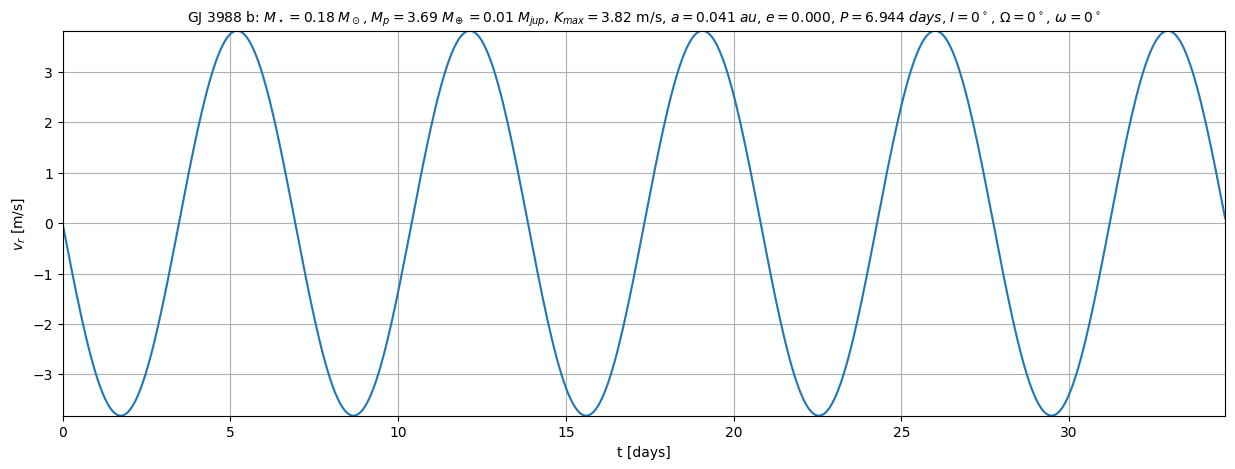 GJ 3988 b: M⋆ = 0.18 M⊙, Mp = 3.69 M⊕ = 0.01 Mjup, Kmax = 3.82 m/s, a = 0.041 au, e = 0.000, P = 6.944 days, I = 0°, Ω = 0°, ω = 0°
3
2
1
0
−1
−2
−3
vr [m/s]
0 5 10 15 20 25 30
t [days]